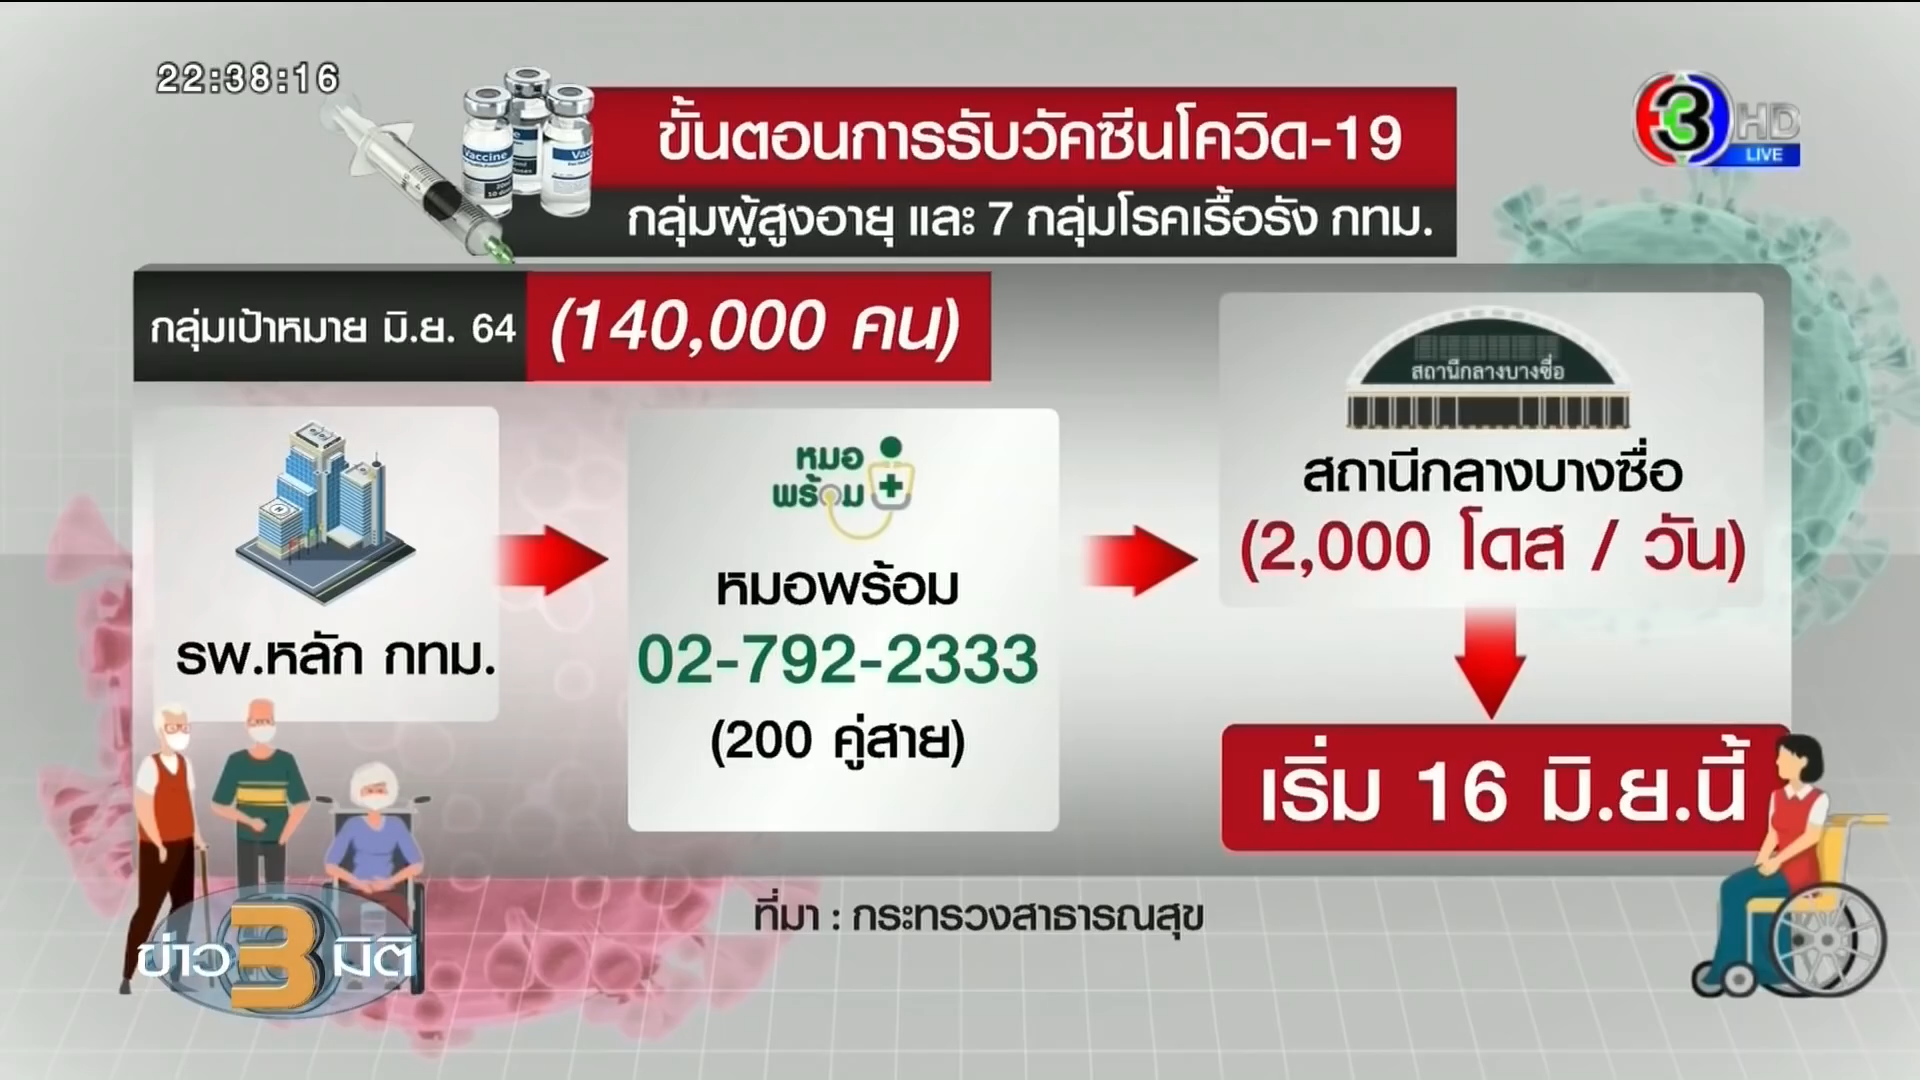 22:38:16
3 HD
LIVE
Vaccine
ขั้นตอนการรับวัคซีนโควิด-19
กลุ่มผู้สูงอายุ และ 7 กลุ่มโรคเรื้อรัง กทม.
กลุ่มเป้าหมาย มิ.ย. 64 (140,000 คน)
รพ.หลัก กทม.
หมอ
พร้อม
หมอพร้อม
02-792-2333
(200 คู่สาย)
สถานีกลางบางซื่อ
สถานีกลางบางซื่อ
(2,000 โดส / วัน)
เริ่ม 16 มิ.ย.นี้
ที่มา : กระทรวงสาธารณสุข
ข่าว 3 มิติ